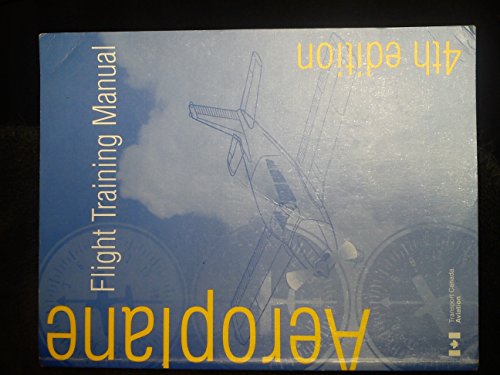 Aeroplane
Flight Training Manual
4th edition
Transport Canada
Aviation